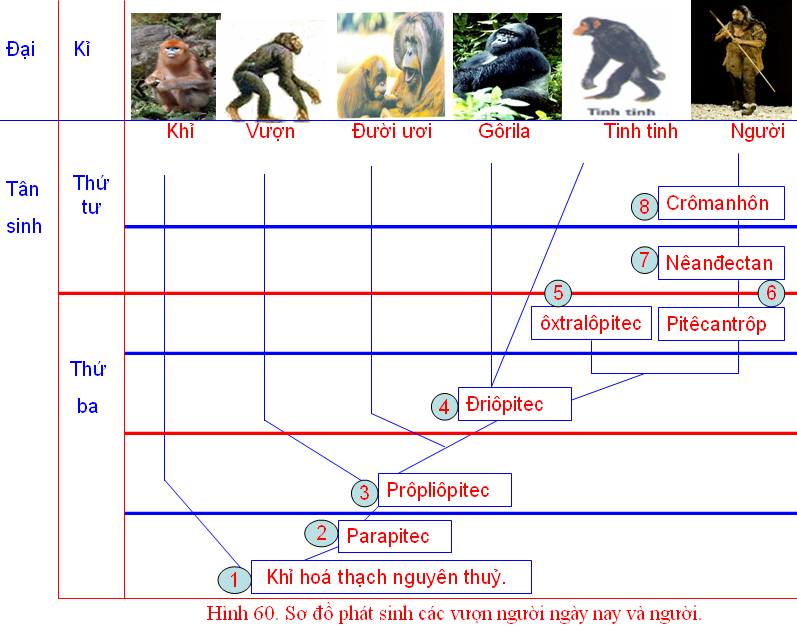 Đại
Kỉ
Tinh tinh
Khỉ
Vượn
Đười ươi
Gôrila
Tinh tinh
Người
Tân
sinh
Thứ
tư
8
Crômanhôn
7
Nêanđectan
5
6
ôxtralôpitec
Pitêcantrôp
Thứ
ba
4
Đriôpitec
3
Prôpliôpitec
2
Parapitec
1
Khỉ hoá thạch nguyên thuỷ.
Hình 60. Sơ đồ phát sinh các vượn người ngày nay và người.